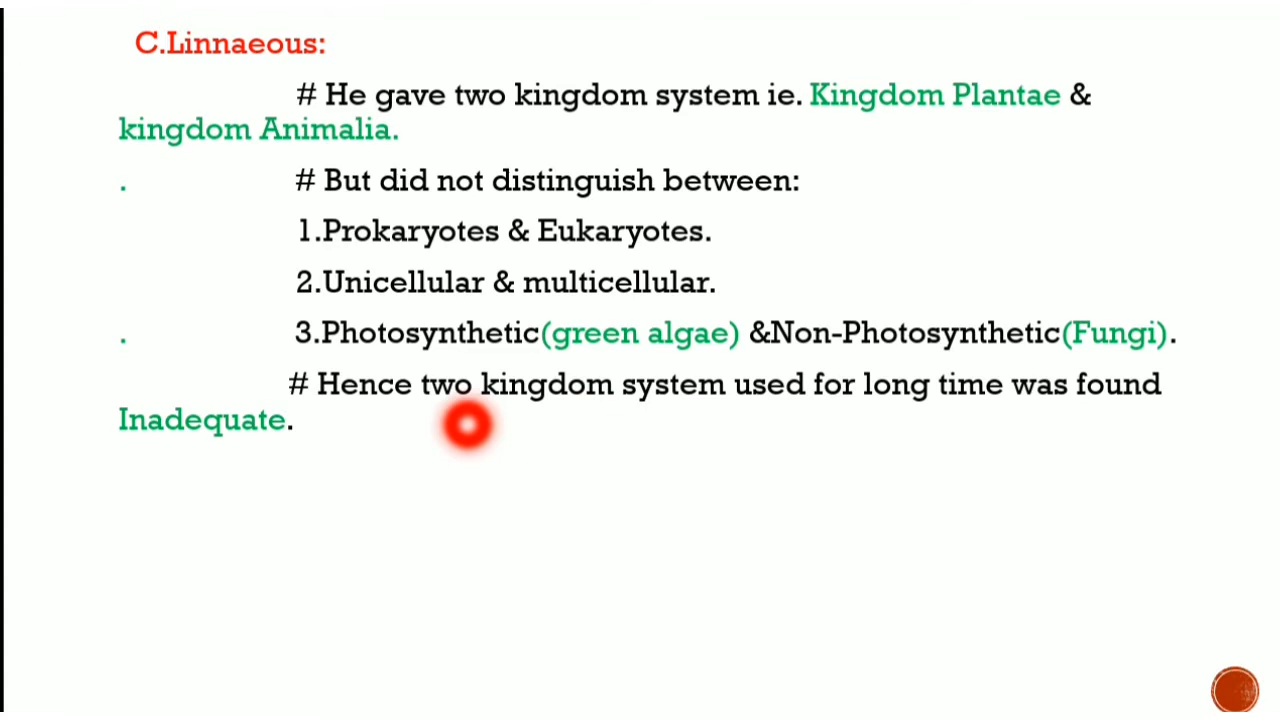 C.Linnaeous:
# He gave two kingdom system ie. Kingdom Plantae &
kingdom Animalia.
. # But did not distinguish between:
1.Prokaryotes & Eukaryotes.
2.Unicellular & multicellular.
. 3.Photosynthetic(green algae) &Non-Photosynthetic(Fungi).
# Hence two kingdom system used for long time was found
Inadequate.